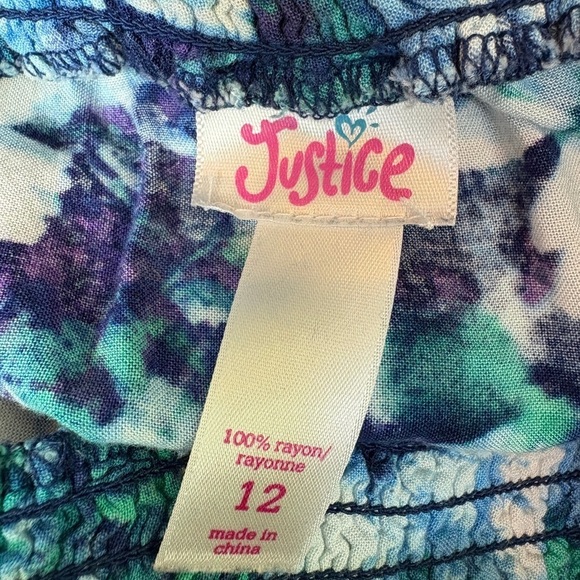 Justice
100% rayon/
rayonne
12
made in
china